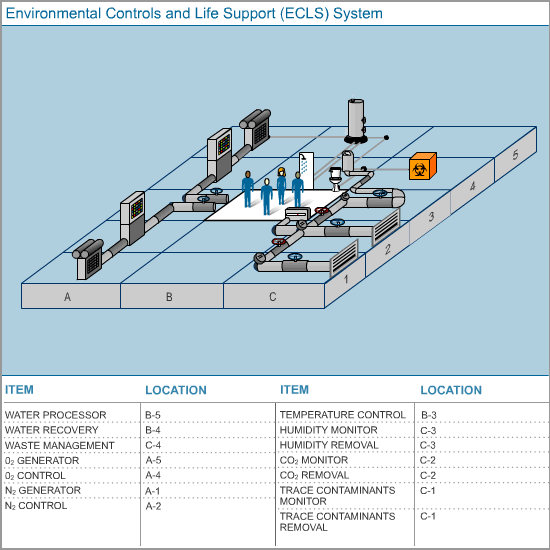 Environmental Controls and Life Support (ECLS) System
5
4
3
2
1
A
B
C
ITEM LOCATION ITEM LOCATION
WATER PROCESSOR B-5 TEMPERATURE CONTROL B-3
WATER RECOVERY B-4 HUMIDITY MONITOR C-3
WASTE MANAGEMENT C-4 HUMIDITY REMOVAL C-3
0₂ GENERATOR A-5 CO₂ MONITOR C-2
0₂ CONTROL A-4 CO₂ REMOVAL C-2
N₂ GENERATOR A-1 TRACE CONTAMINANTS C-1
MONITOR
N₂ CONTROL A-2
TRACE CONTAMINANTS C-1
REMOVAL